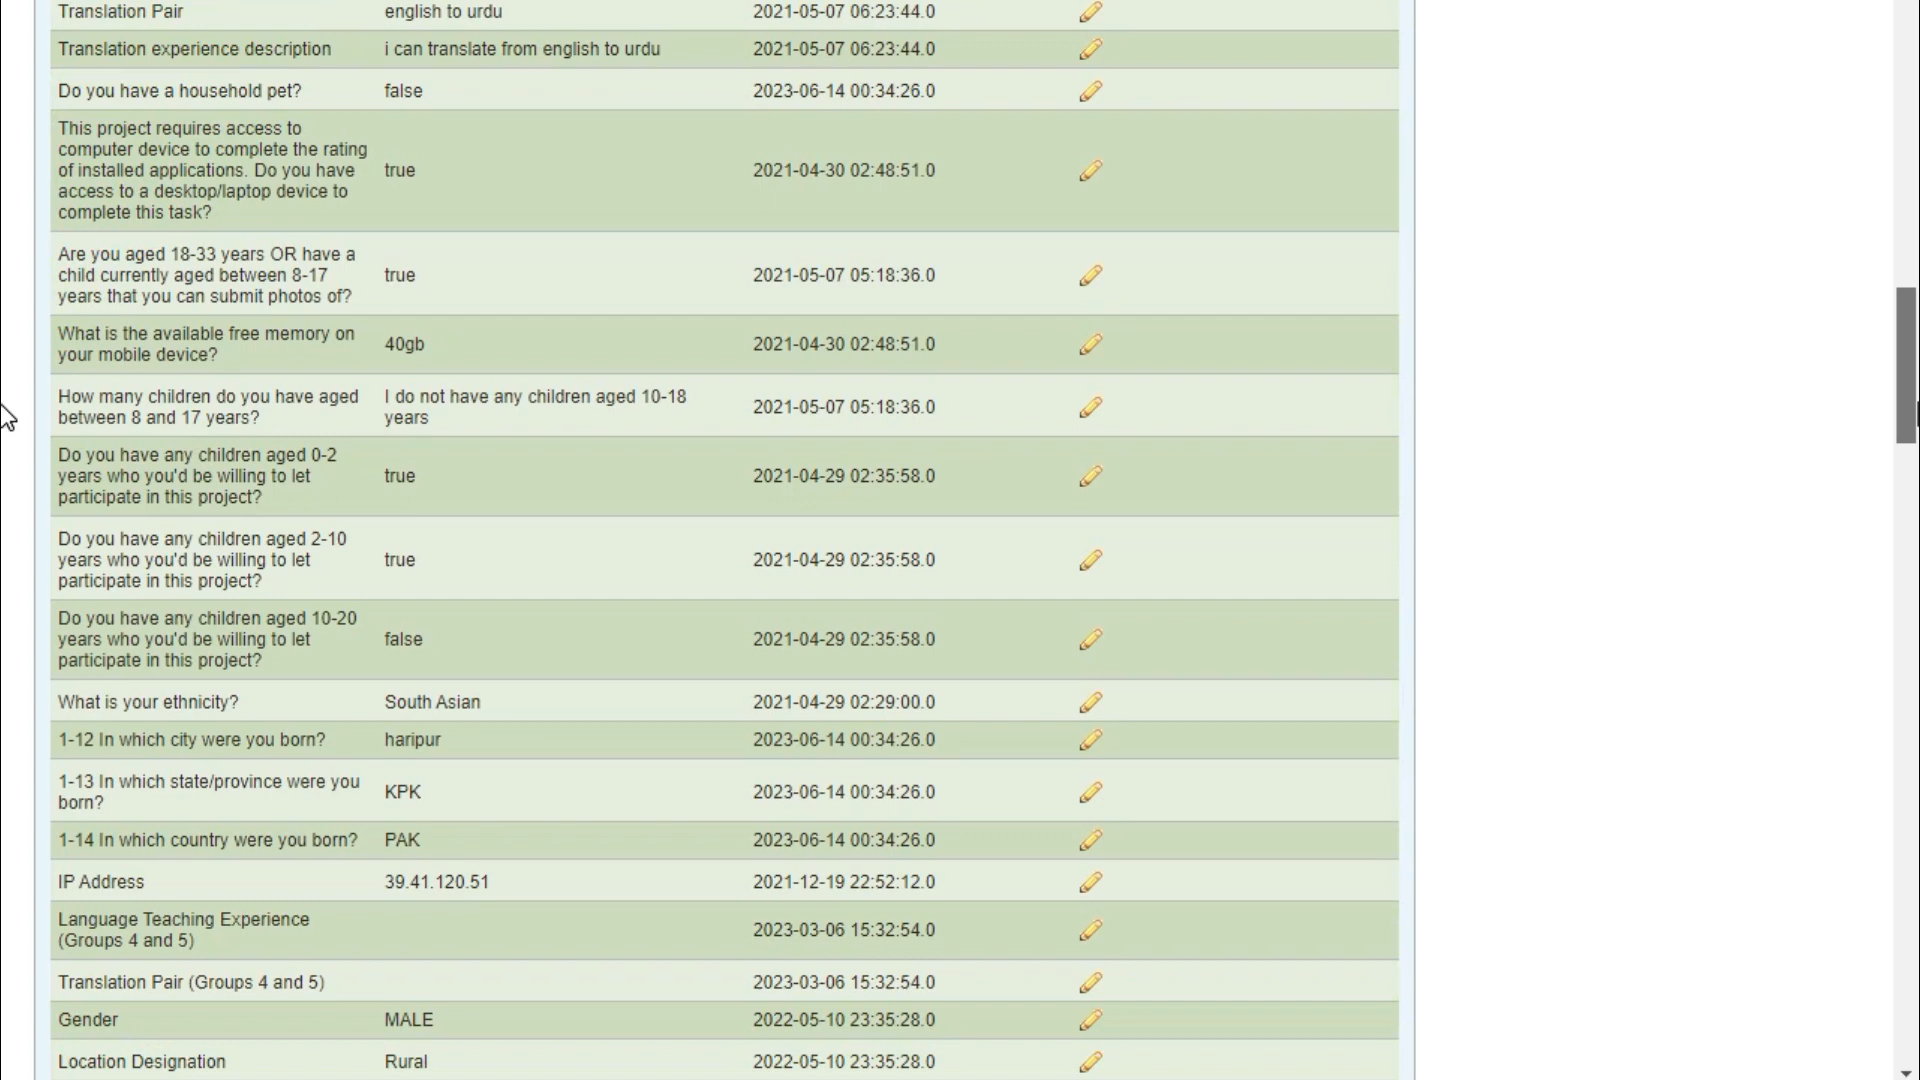 Translation Pair english to urdu 2021-05-07 06:23:44.0
Translation experience description i can translate from english to urdu 2021-05-07 06:23:44.0
Do you have a household pet? false 2023-06-14 00:34:26.0
This project requires access to
computer device to complete the rating
of installed applications. Do you have true 2021-04-30 02:48:51.0
access to a desktop/laptop device to
complete this task?
Are you aged 18-33 years OR have a
child currently aged between 8-17 true 2021-05-07 05:18:36.0
years that you can submit photos of?
What is the available free memory on
your mobile device? 40gb 2021-04-30 02:48:51.0
How many children do you have aged I do not have any children aged 10-18
between 8 and 17 years? years 2021-05-07 05:18:36.0
Do you have any children aged 0-2
years who you'd be willing to let true 2021-04-29 02:35:58.0
participate in this project?
Do you have any children aged 2-10
years who you'd be willing to let true 2021-04-29 02:35:58.0
participate in this project?
Do you have any children aged 10-20
years who you'd be willing to let false 2021-04-29 02:35:58.0
participate in this project?
What is your ethnicity? South Asian 2021-04-29 02:29:00.0
1-12 In which city were you born? haripur 2023-06-14 00:34:26.0
1-13 In which state/province were you
born? KPK 2023-06-14 00:34:26.0
1-14 In which country were you born? PAK 2023-06-14 00:34:26.0
IP Address 39.41.120.51 2021-12-19 22:52:12.0
Language Teaching Experience
(Groups 4 and 5) 2023-03-06 15:32:54.0
Translation Pair (Groups 4 and 5) 2023-03-06 15:32:54.0
Gender MALE 2022-05-10 23:35:28.0
Location Designation Rural 2022-05-10 23:35:28.0